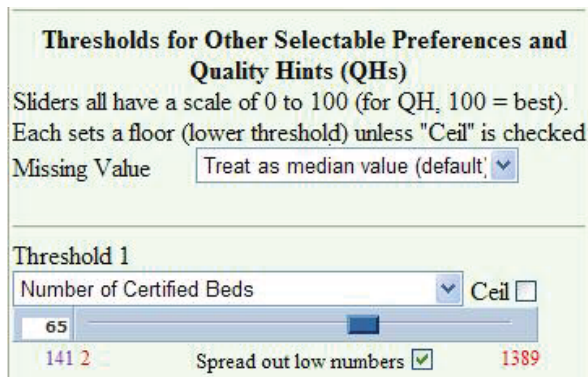 Thresholds for Other Selectable Preferences and
Quality Hints (QHs)
Sliders all have a scale of 0 to 100 (for QH, 100 = best).
Each sets a floor (lower threshold) unless "Ceil" is checked
Missing Value Treat as median value (default)
Threshold 1
Number of Certified Beds Ceil
65
141 2 Spread out low numbers 1389